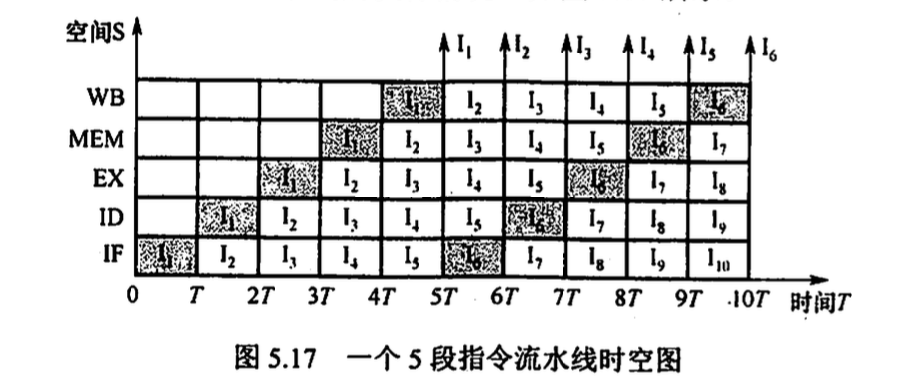 空间S I₁ I₂ I₃ I₄ I₅ I₆
WB I₁ I₂ I₃ I₄ I₅ I₆
MEM I₁ I₂ I₃ I₄ I₅ I₆ I₇
EX I₁ I₂ I₃ I₄ I₅ I₆ I₇ I₈
ID I₁ I₂ I₃ I₄ I₅ I₆ I₇ I₈ I₉
IF I₁ I₂ I₃ I₄ I₅ I₆ I₇ I₈ I₉ I₁₀
0 T 2T 3T 4T 5T 6T 7T 8T 9T 10T 时间T
图 5.17 一个 5 段指令流水线时空图